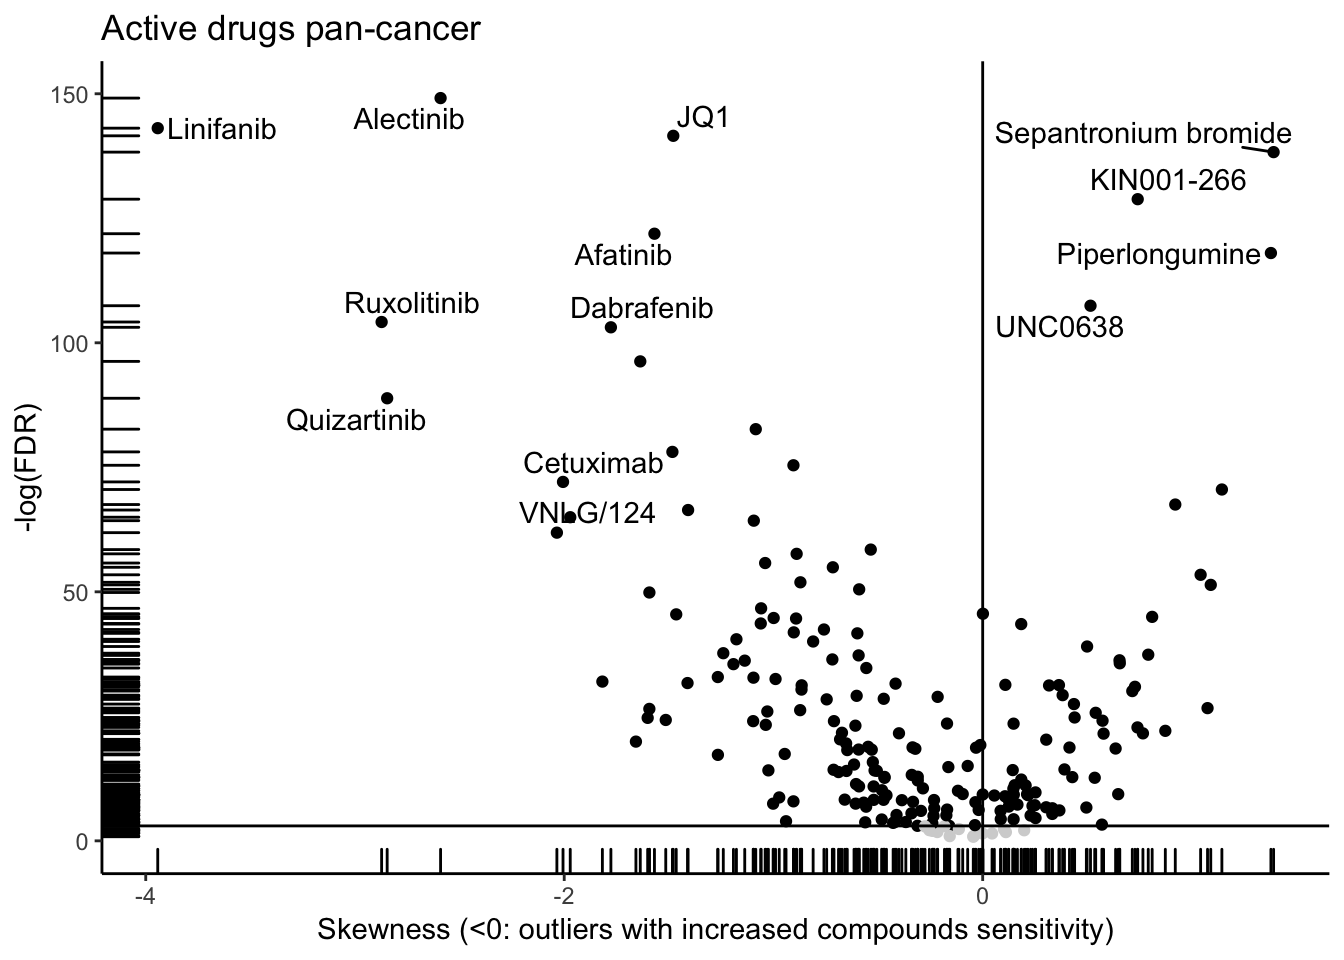 Active drugs pan-cancer
150
Linifanib
Alectinib
JQ1
Sepantronium bromide
KIN001-266
Afatinib
Piperlongumine
Ruxolitinib
Dabrafenib
UNC0638
100
Quizartinib
Cetuximab
VNLG/124
50
0
-log(FDR)
-4
-2
0
Skewness (<0: outliers with increased compounds sensitivity)